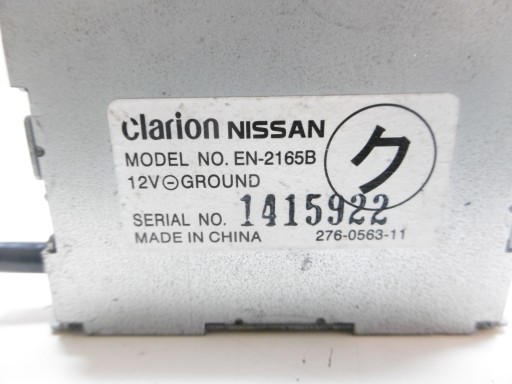 clarion NISSAN
ク
MODEL NO. EN-2165B
12V⊖GROUND
SERIAL NO. 1415922
MADE IN CHINA 276-0563-11